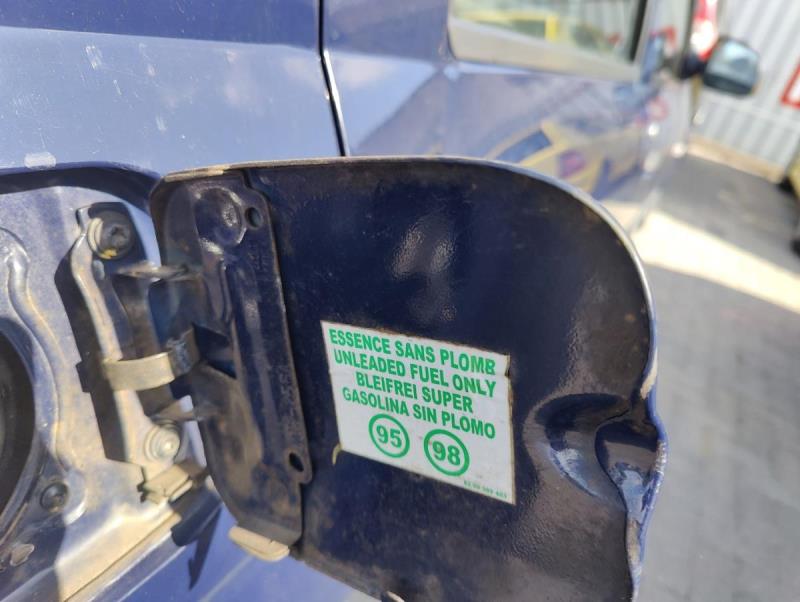 ESSENCE SANS PLOMB
UNLEADED FUEL ONLY
BLEIFREI SUPER
GASOLINA SIN PLOMO
95 98